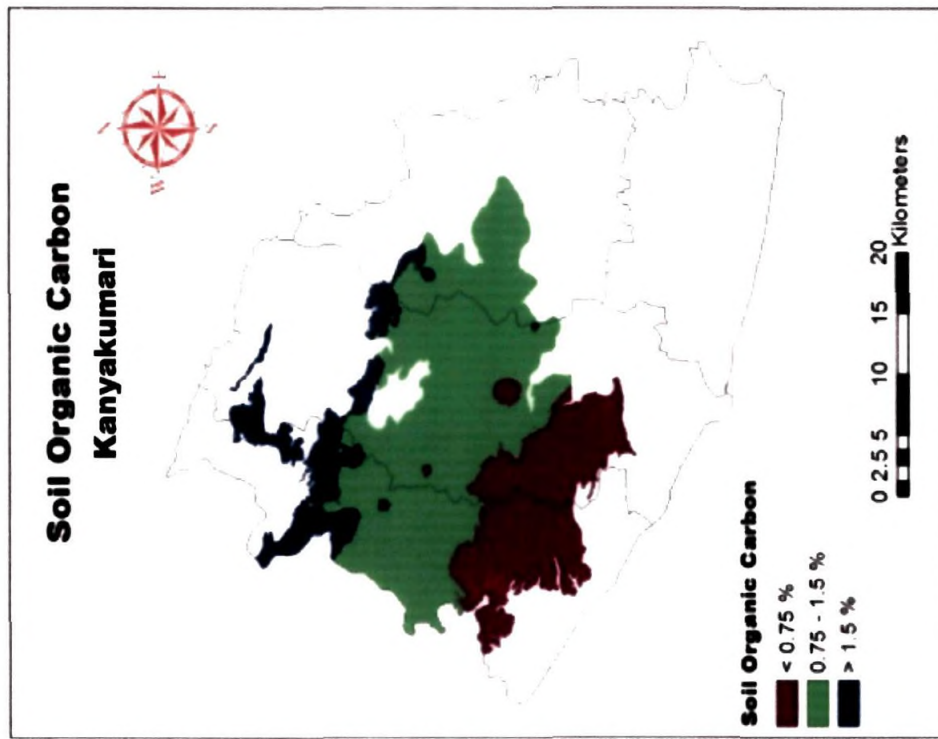 Soil Organic Carbon
Kanyakumari
W
Soil Organic Carbon
< 0.75 %
0.75 - 1.5 %
> 1.5 %
0 2.5 5 10 15 20
Kilometers